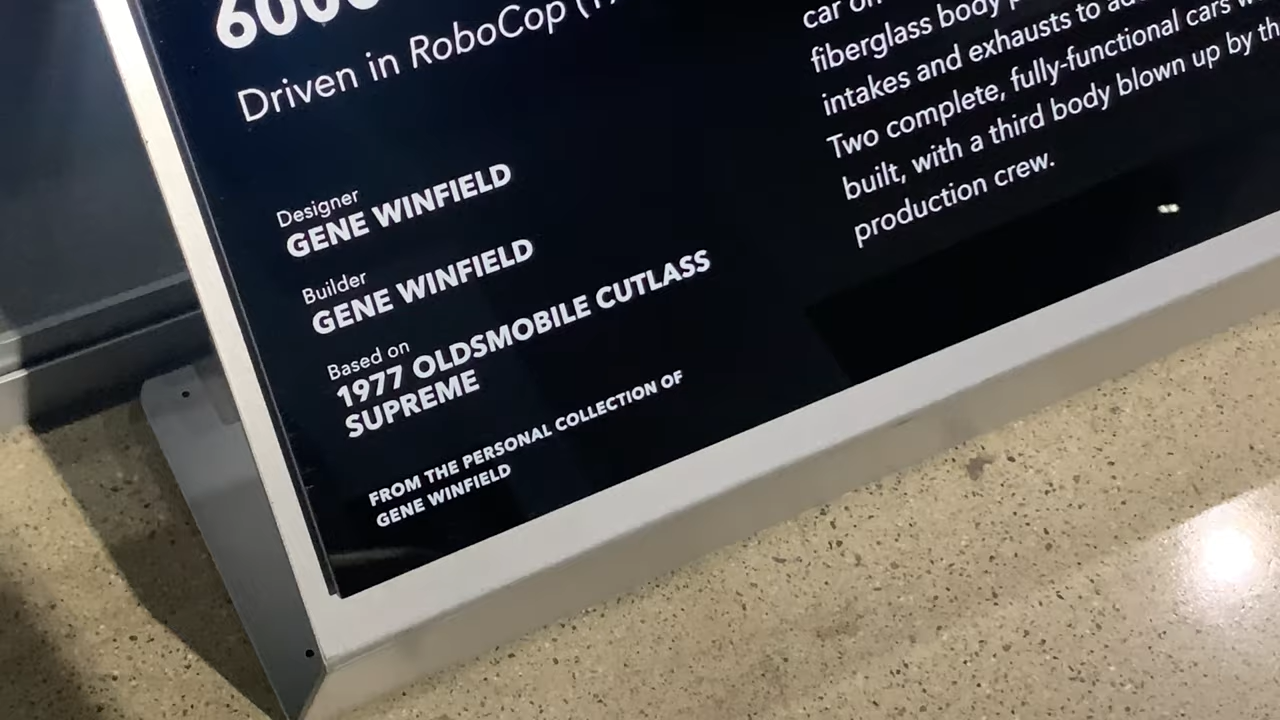 Driven in RoboCop
Designer
GENE WINFIELD
Builder
GENE WINFIELD
Based on
1977 OLDSMOBILE CUTLASS
SUPREME
FROM THE PERSONAL COLLECTION OF
GENE WINFIELD
car
fiberglass body
intakes and exhausts to
Two complete, fully-functional cars
built, with a third body blown up by
production crew.